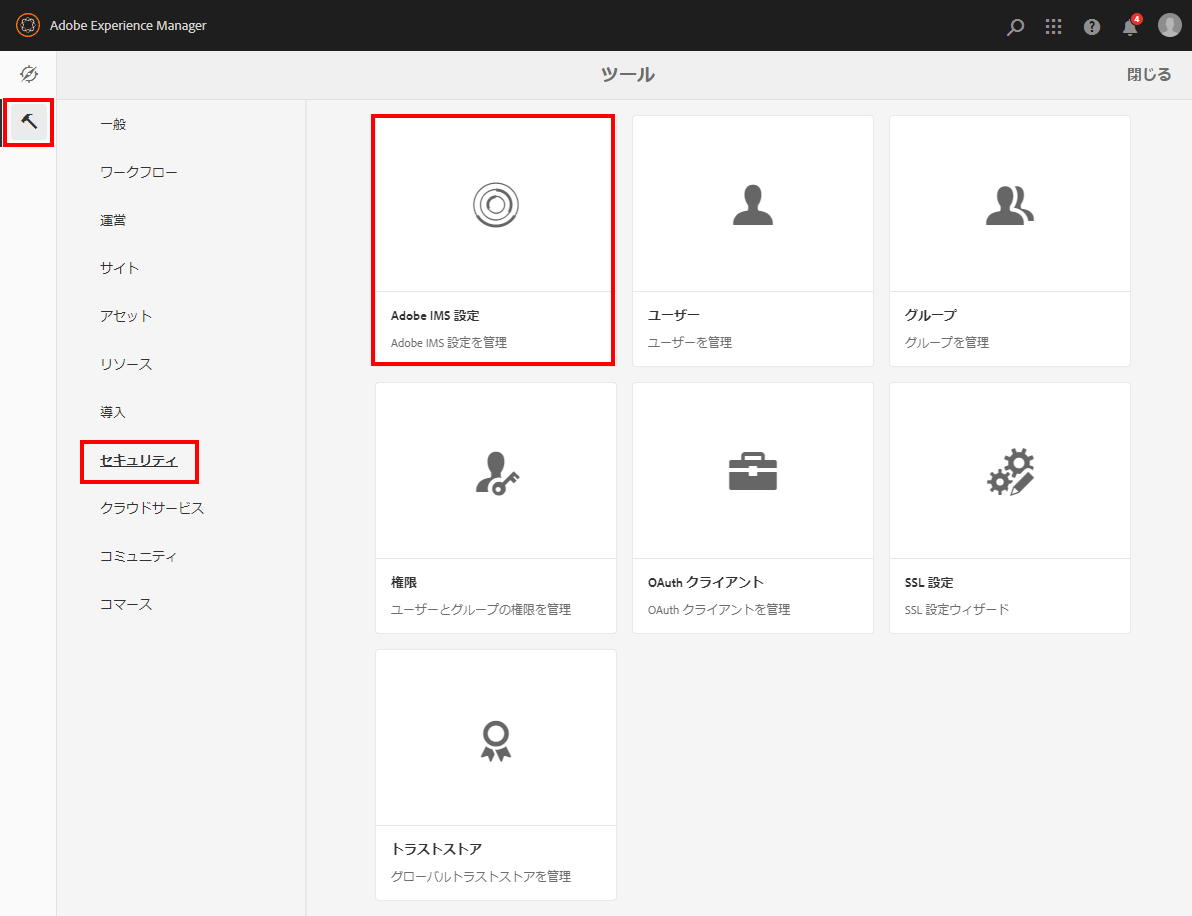 Adobe Experience Manager
4
ツール
閉じる
一般
ワークフロー
運営
サイト
アセット
リソース
導入
セキュリティ
クラウドサービス
コミュニティ
コマース
Adobe IMS 設定
Adobe IMS 設定を管理
ユーザー
ユーザーを管理
グループ
グループを管理
権限
ユーザーとグループの権限を管理
OAuth クライアント
OAuth クライアントを管理
SSL 設定
SSL 設定ウィザード
トラストストア
グローバルトラストストアを管理